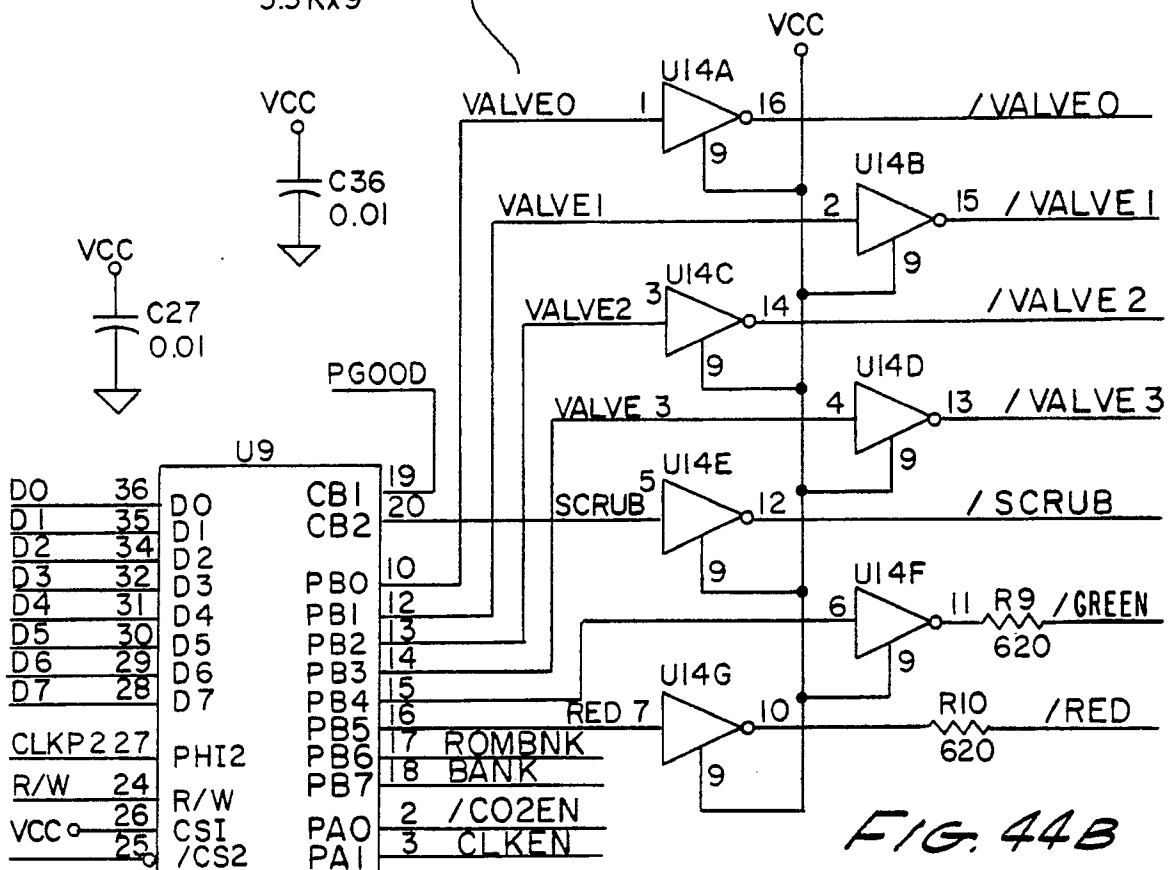 3.3 Kx9
VCC
U14A
VCC
VALVE0 1 16 /VALVE0
9
C36
0.01
U14B
VALVE1 2 15 /VALVE1
9
VCC
U14C
C27
0.01
VALVE2 3 14 /VALVE2
9
PGOOD
U14D
VALVE 3 4 13 /VALVE3
9
U9
U14E
19
CB1
D0 36 D0
20
CB2
SCRUB 5 12 /SCRUB
9
D1 35 D1
D2 34 D2
D3 32 D3
PB0 10
U14F
D4 31 D4
PB1 12
6 11 R9 /GREEN
620
9
D5 30 D5
PB2 13
D6 29 D6
PB3 14
D7 28 D7
PB4 15
U14G
PB5 16
RED 7 10 R10 /RED
620
9
CLKP2 27 PHI2
PB6 17 ROMBNK
PB7 18 BANK
R/W 24 R/W
VCC 26 CS1
PA0 2 /CO2EN
25 /CS2
PA1 3 CLKEN
FIG. 44B